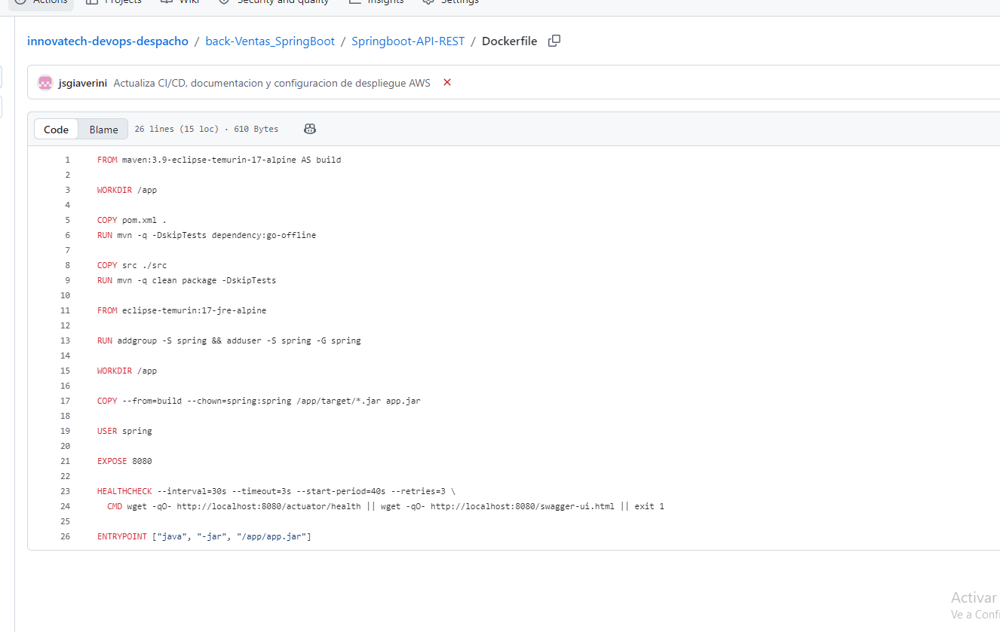 Actions Projects Wiki Security and quality Insights Settings
innovatech-devops-despacho / back-Ventas_SpringBoot / Springboot-API-REST / Dockerfile
jsgiaverini Actualiza CI/CD, documentacion y configuracion de despliegue AWS
Code Blame 26 lines (15 loc) · 610 Bytes
1 FROM maven:3.9-eclipse-temurin-17-alpine AS build
2
3 WORKDIR /app
4
5 COPY pom.xml .
6 RUN mvn -q -DskipTests dependency:go-offline
7
8 COPY src ./src
9 RUN mvn -q clean package -DskipTests
10
11 FROM eclipse-temurin:17-jre-alpine
12
13 RUN addgroup -S spring && adduser -S spring -G spring
14
15 WORKDIR /app
16
17 COPY --from=build --chown=spring:spring /app/target/*.jar app.jar
18
19 USER spring
20
21 EXPOSE 8080
22
23 HEALTHCHECK --interval=30s --timeout=3s --start-period=40s --retries=3 \
24 CMD wget -qO- http://localhost:8080/actuator/health || wget -qO- http://localhost:8080/swagger-ui.html || exit 1
25
26 ENTRYPOINT ["java", "-jar", "/app/app.jar"]
Activar
Ve a Confi